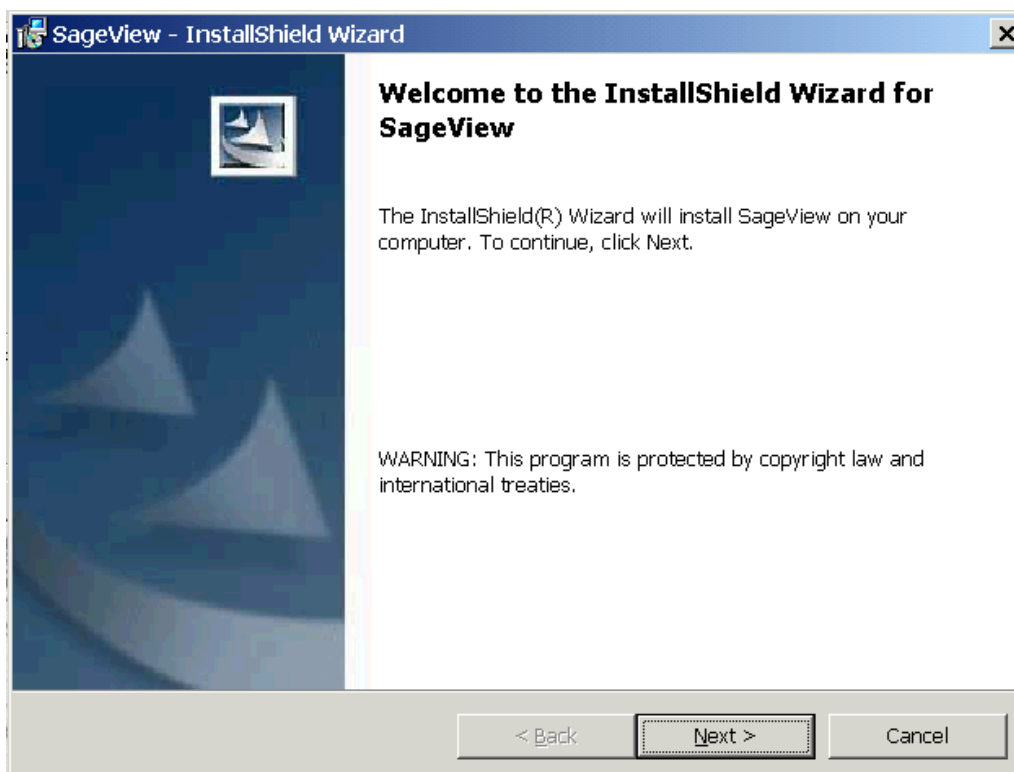 SageView - InstallShield Wizard
Welcome to the InstallShield Wizard for
SageView
The InstallShield(R) Wizard will install SageView on your
computer. To continue, click Next.
WARNING: This program is protected by copyright law and
international treaties.
< Back
Next >
Cancel